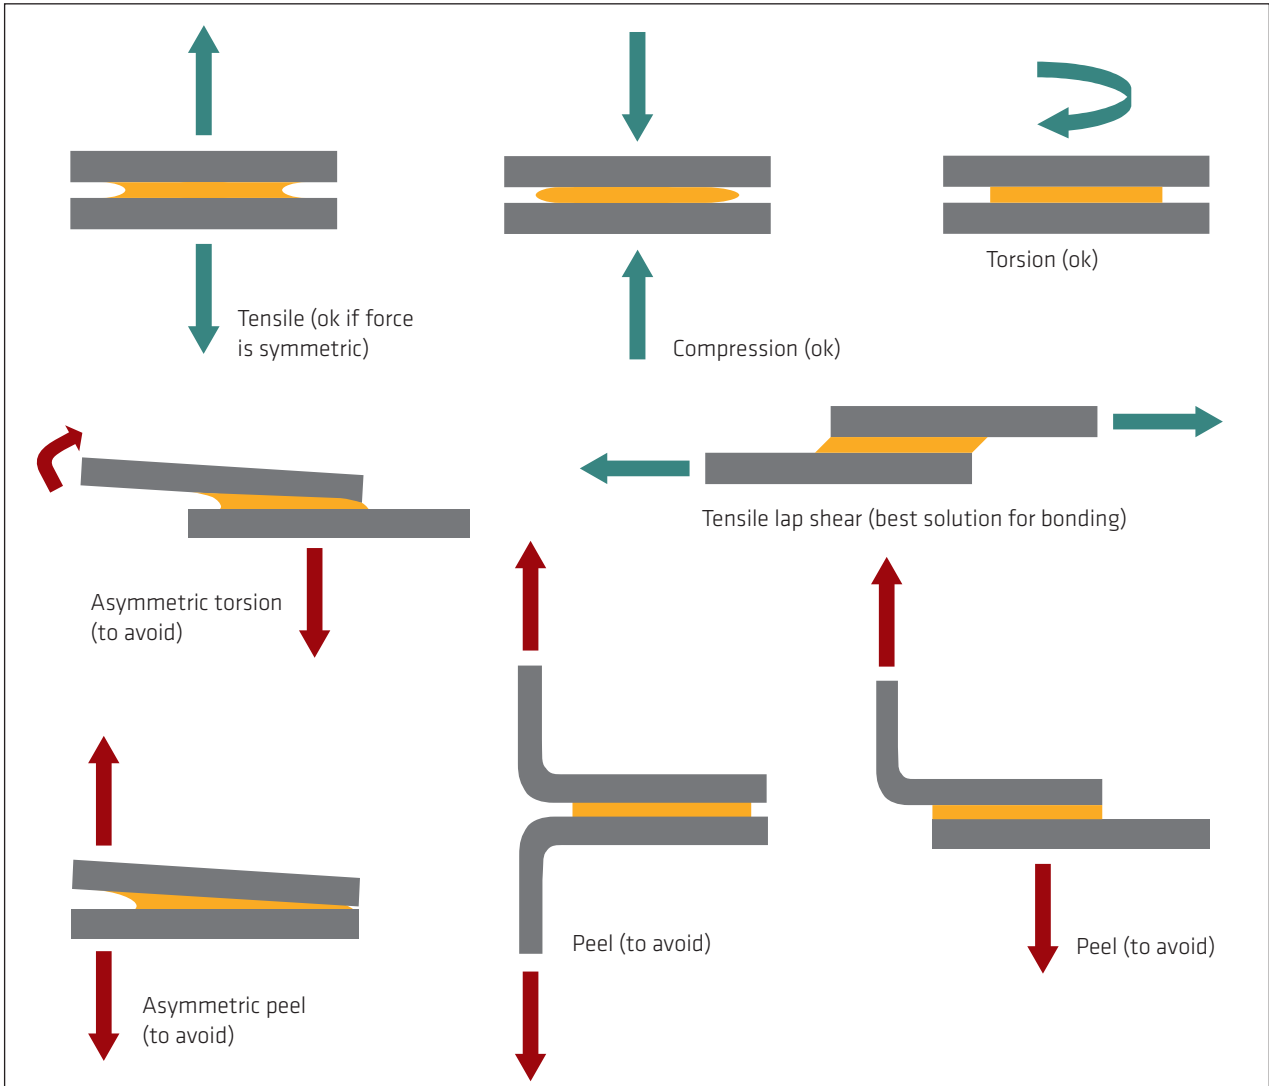 Torsion (ok)
Tensile (ok if force
is symmetric)
Compression (ok)
Tensile lap shear (best solution for bonding)
Asymmetric torsion
(to avoid)
Peel (to avoid)
Peel (to avoid)
Asymmetric peel
(to avoid)